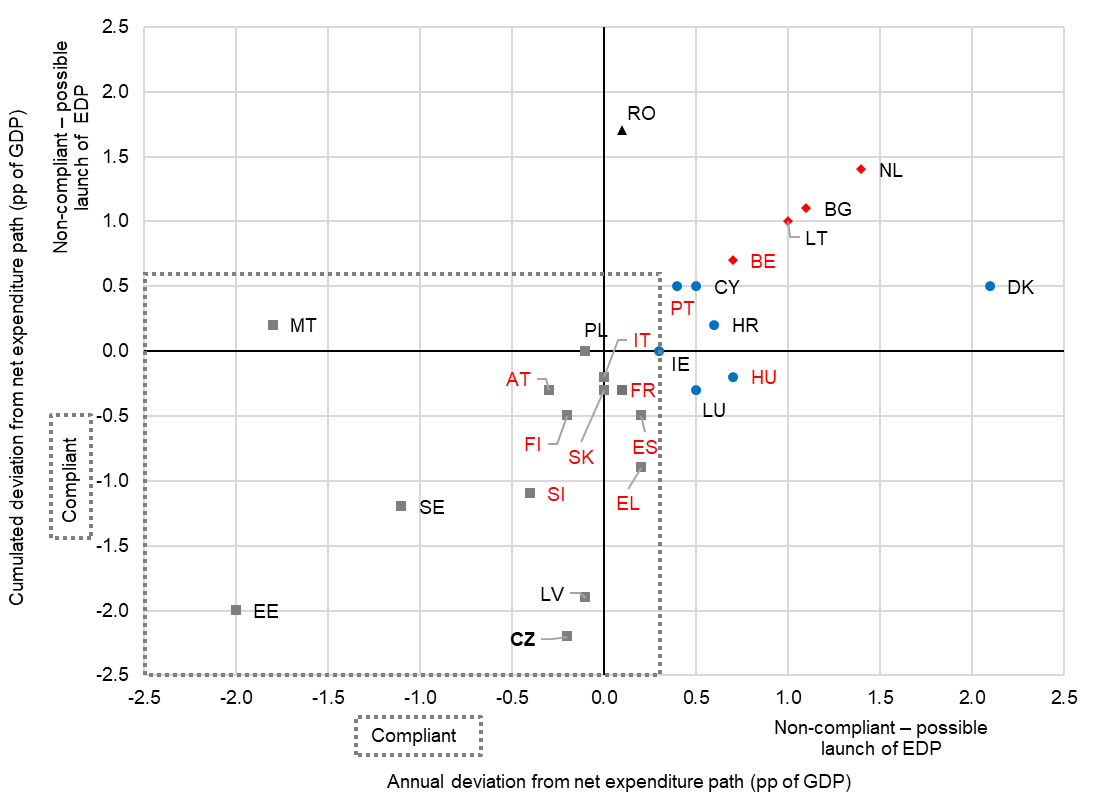 Cumulated deviation from net expenditure path (pp of GDP)
Non-compliant – possible
launch of EDP
Compliant
2.5
2.0
1.5
1.0
0.5
0.0
-0.5
-1.0
-1.5
-2.0
-2.5
RO
NL
BG
LT
BE
CY
DK
PT
MT
HR
PL
IT
IE
AT
FR
HU
LU
FI
SK
ES
SI
EL
SE
LV
EE
CZ
-2.5
-2.0
-1.5
-1.0
-0.5
0.0
0.5
1.0
1.5
2.0
2.5
Compliant
Non-compliant – possible
launch of EDP
Annual deviation from net expenditure path (pp of GDP)